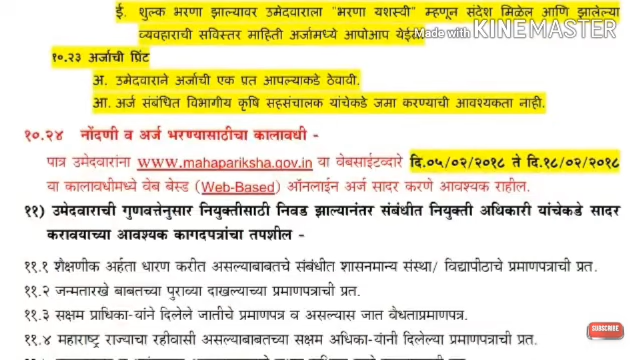 ई. शुल्क भरणा झाल्यावर उमेदवाराला "भरणा यशस्वी" म्हणून संदेश मिळेल आणि झालेल्या
व्यवहाराची सविस्तर माहिती अर्जामध्ये आपोआप येईल
Made with KINEMASTER
१०.२३ अर्जाची प्रिंट
अ. उमेदवाराने अर्जाची एक प्रत आपल्याकडे ठेवावी.
आ. अर्ज संबंधित विभागीय कृषि सहसंचालक यांचेकडे जमा करण्याची आवश्यकता नाही.
१०.२४ नोंदणी व अर्ज भरण्यासाठीचा कालावधी -
पात्र उमेदवारांना www.mahapariksha.gov.in या वेबसाईटव्दारे दि.०५/०२/२०१८ ते दि.१८/०२/२०१८
या कालावधीमध्ये वेब बेस्ड (Web-Based) ऑनलाईन अर्ज सादर करणे आवश्यक राहील.
११) उमेदवाराची गुणवत्तेनुसार नियुक्तीसाठी निवड झाल्यानंतर संबंधीत नियुक्ती अधिकारी यांचेकडे सादर
करावयाच्या आवश्यक कागदपत्रांचा तपशील -
११.१ शैक्षणीक अर्हता धारण करीत असल्याबाबतचे संबंधीत शासनमान्य संस्था/ विद्यापीठाचे प्रमाणपत्राची प्रत.
११.२ जन्मतारखे बाबतच्या पुराव्या दाखल्याच्या प्रमाणपत्राची प्रत.
११.३ सक्षम प्राधिका-यांने दिलेले जातीचे प्रमाणपत्र व असल्यास जात वैधताप्रमाणपत्र.
११.४ महाराष्ट्र राज्याचा रहीवासी असल्याबाबतच्या सक्षम अधिका-यांनी दिलेल्या प्रमाणपत्राची प्रत.